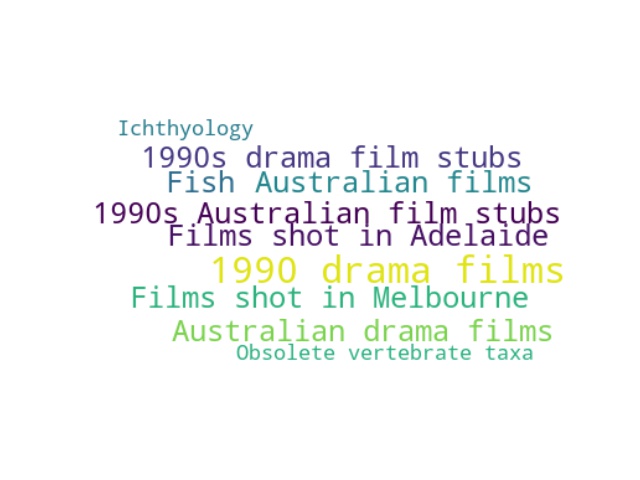 Ichthyology
1990s drama film stubs
Fish Australian films
1990s Australian film stubs
Films shot in Adelaide
1990 drama films
Films shot in Melbourne
Australian drama films
Obsolete vertebrate taxa